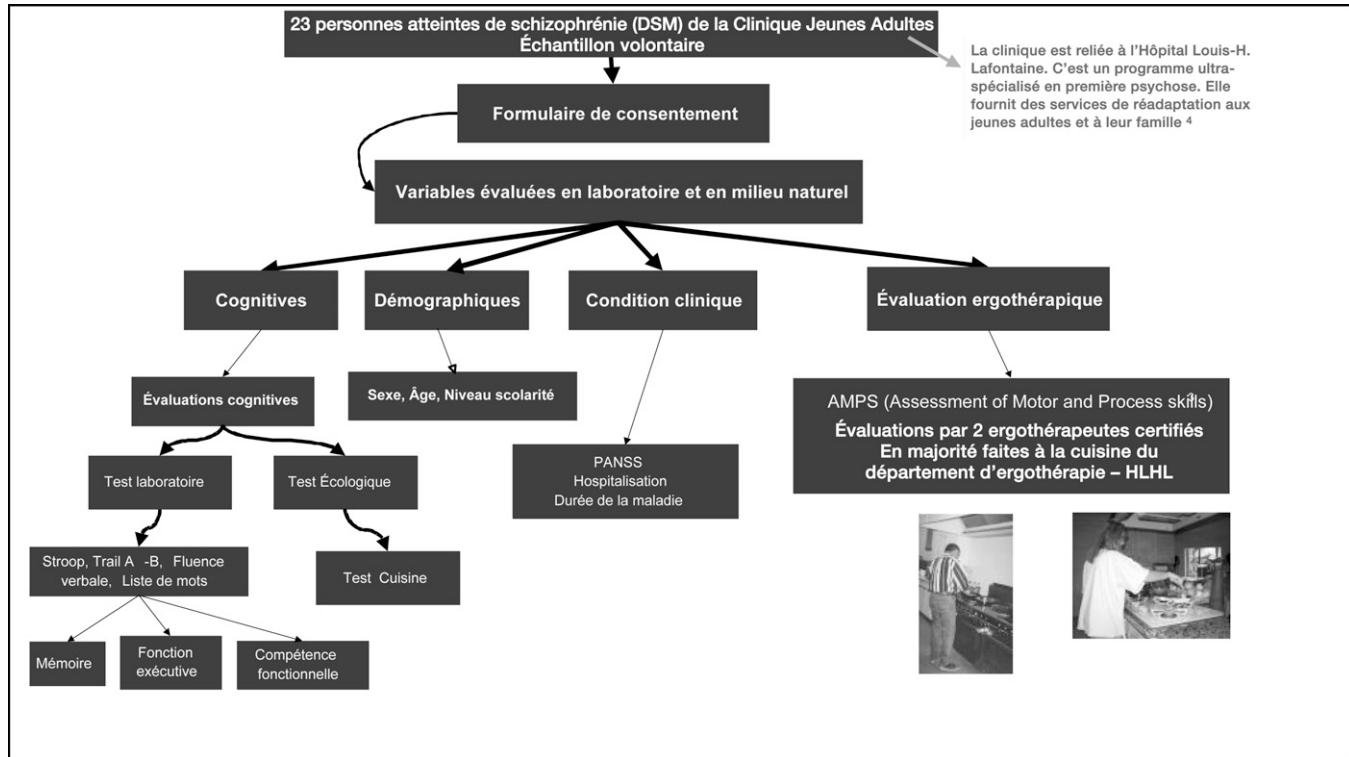 23 personnes atteintes de schizophrénie (DSM) de la Clinique Jeunes Adultes
Échantillon volontaire
La clinique est reliée à l'Hôpital Louis-H.
Lafontaine. C'est un programme ultra-
spécialisé en première psychose. Elle
fournit des services de réadaptation aux
jeunes adultes et à leur famille ⁴
Formulaire de consentement
Variables évaluées en laboratoire et en milieu naturel
Cognitives
Démographiques
Condition clinique
Évaluation ergothérapique
Évaluations cognitives
Sexe, Âge, Niveau scolarité
AMPS (Assessment of Motor and Process skills)
Évaluations par 2 ergothérapeutes certifiés
En majorité faites à la cuisine du
département d'ergothérapie – HLHL
Test laboratoire
Test Écologique
PANSS
Hospitalisation
Durée de la maladie
Stroop, Trail A -B, Fluence
verbale, Liste de mots
Test Cuisine
Mémoire
Fonction
exécutive
Compétence
fonctionnelle